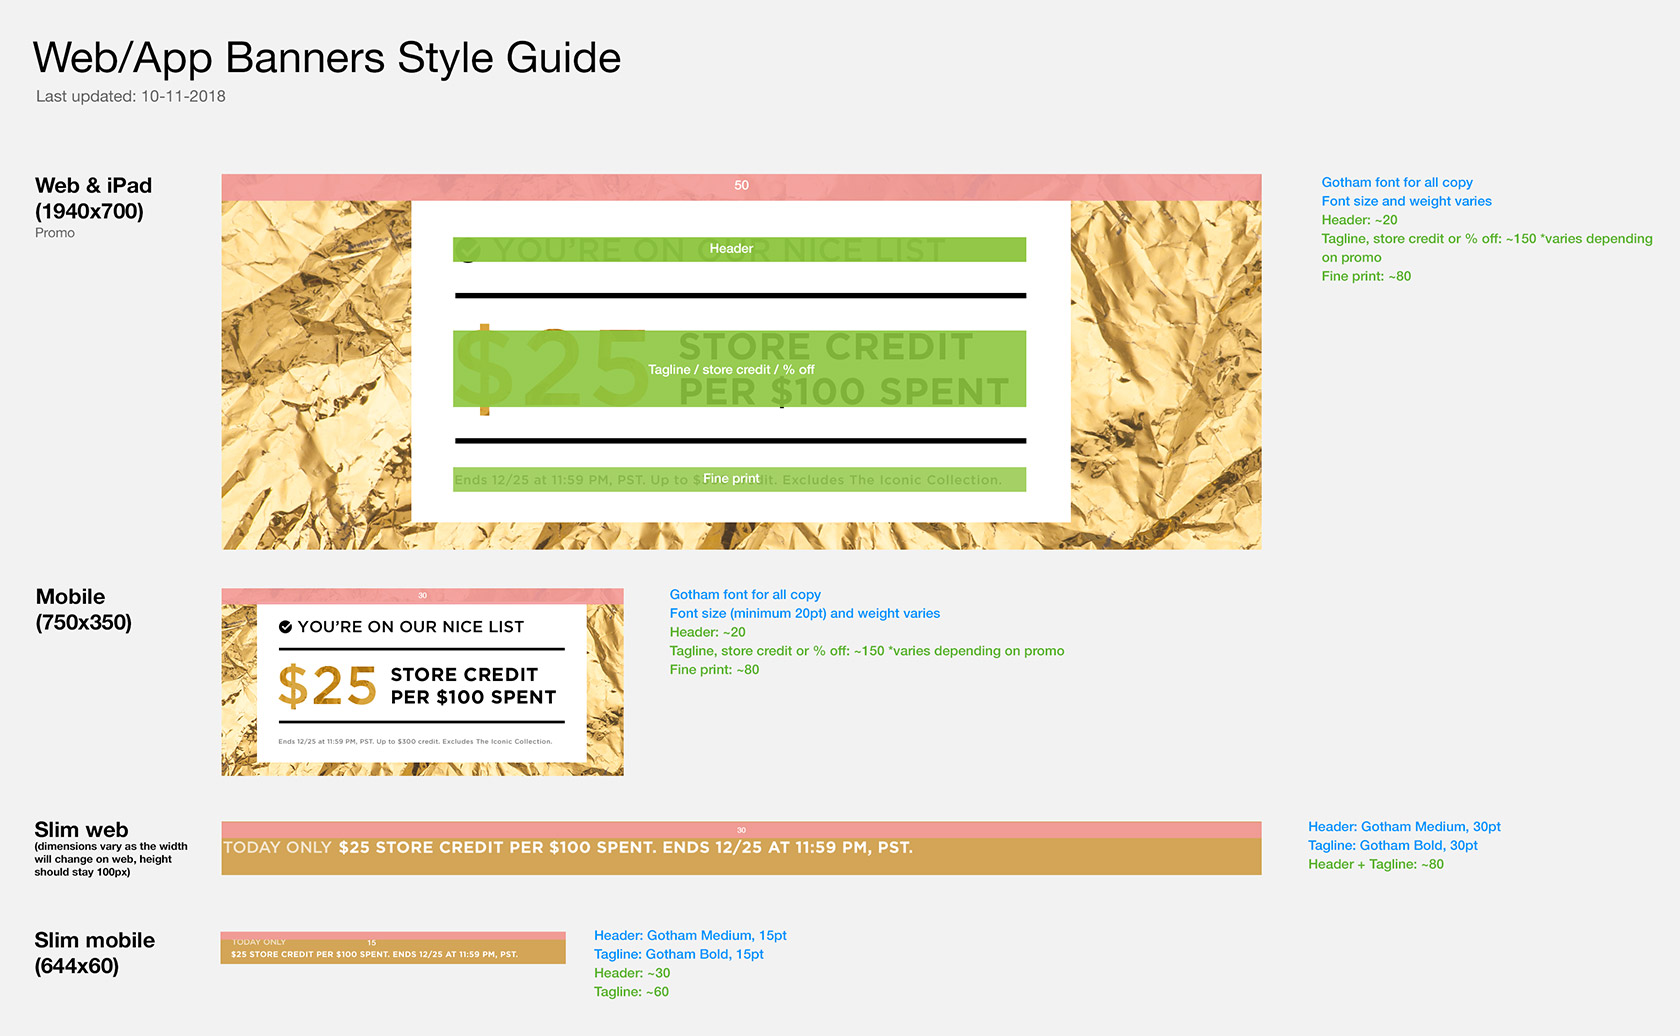 Web/App Banners Style Guide
Last updated: 10-11-2018
Web & iPad
(1940x700)
Promo
50
YOU'RE ON OUR NICE LIST
Header
$25 STORE CREDIT
PER $100 SPENT
Tagline / store credit / % off
Ends 12/25 at 11:59 PM, PST. Up to $ it. Excludes The Iconic Collection.
Fine print
Gotham font for all copy
Font size and weight varies
Header: ~20
Tagline, store credit or % off: ~150 *varies depending
on promo
Fine print: ~80
Mobile
(750x350)
30
YOU'RE ON OUR NICE LIST
$25 STORE CREDIT
PER $100 SPENT
Ends 12/25 at 11:59 PM, PST. Up to $300 credit. Excludes The Iconic Collection.
Gotham font for all copy
Font size (minimum 20pt) and weight varies
Header: ~20
Tagline, store credit or % off: ~150 *varies depending on promo
Fine print: ~80
Slim web
(dimensions vary as the width
will change on web, height
should stay 100px)
30
TODAY ONLY $25 STORE CREDIT PER $100 SPENT. ENDS 12/25 AT 11:59 PM, PST.
Header: Gotham Medium, 30pt
Tagline: Gotham Bold, 30pt
Header + Tagline: ~80
Slim mobile
(644x60)
TODAY ONLY
15
$25 STORE CREDIT PER $100 SPENT. ENDS 12/25 AT 11:59 PM, PST.
Header: Gotham Medium, 15pt
Tagline: Gotham Bold, 15pt
Header: ~30
Tagline: ~60